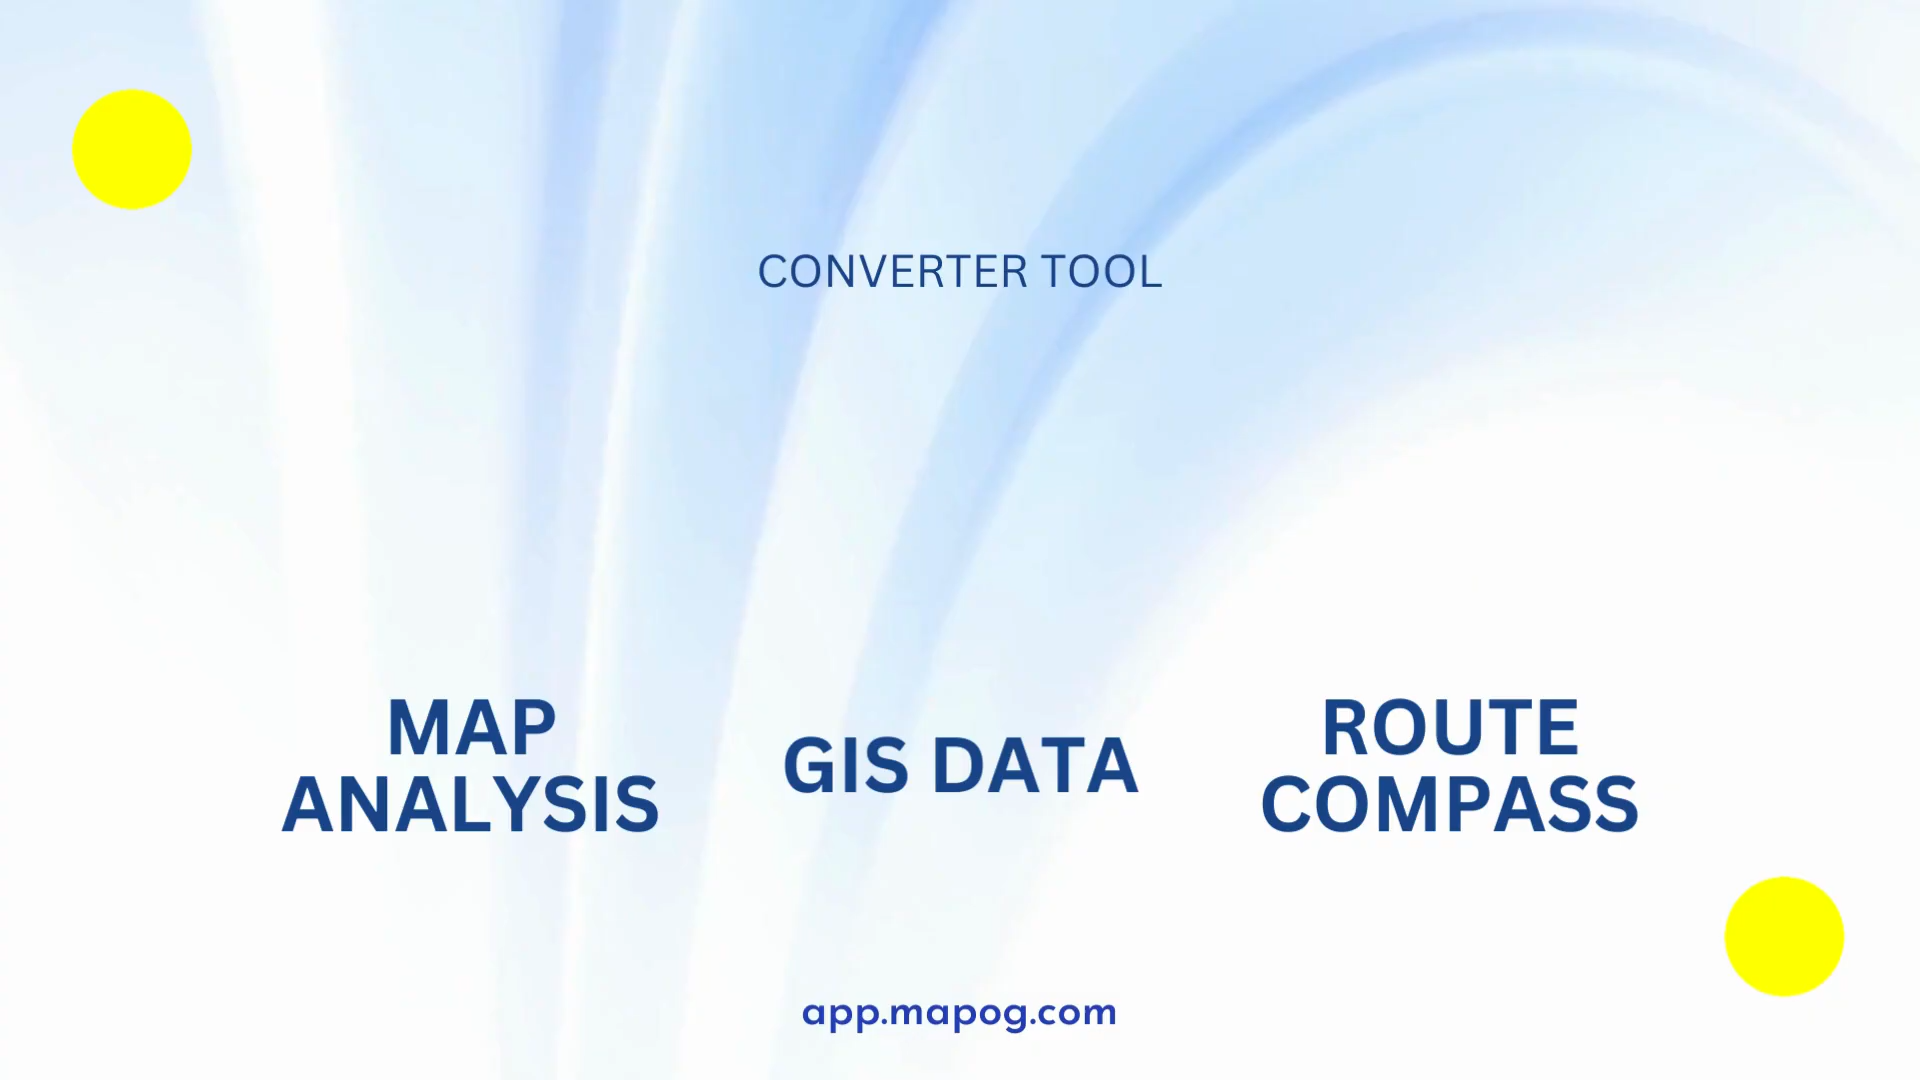 CONVERTER TOOL
MAP
ANALYSIS
GIS DATA
ROUTE
COMPASS
app.mapog.com